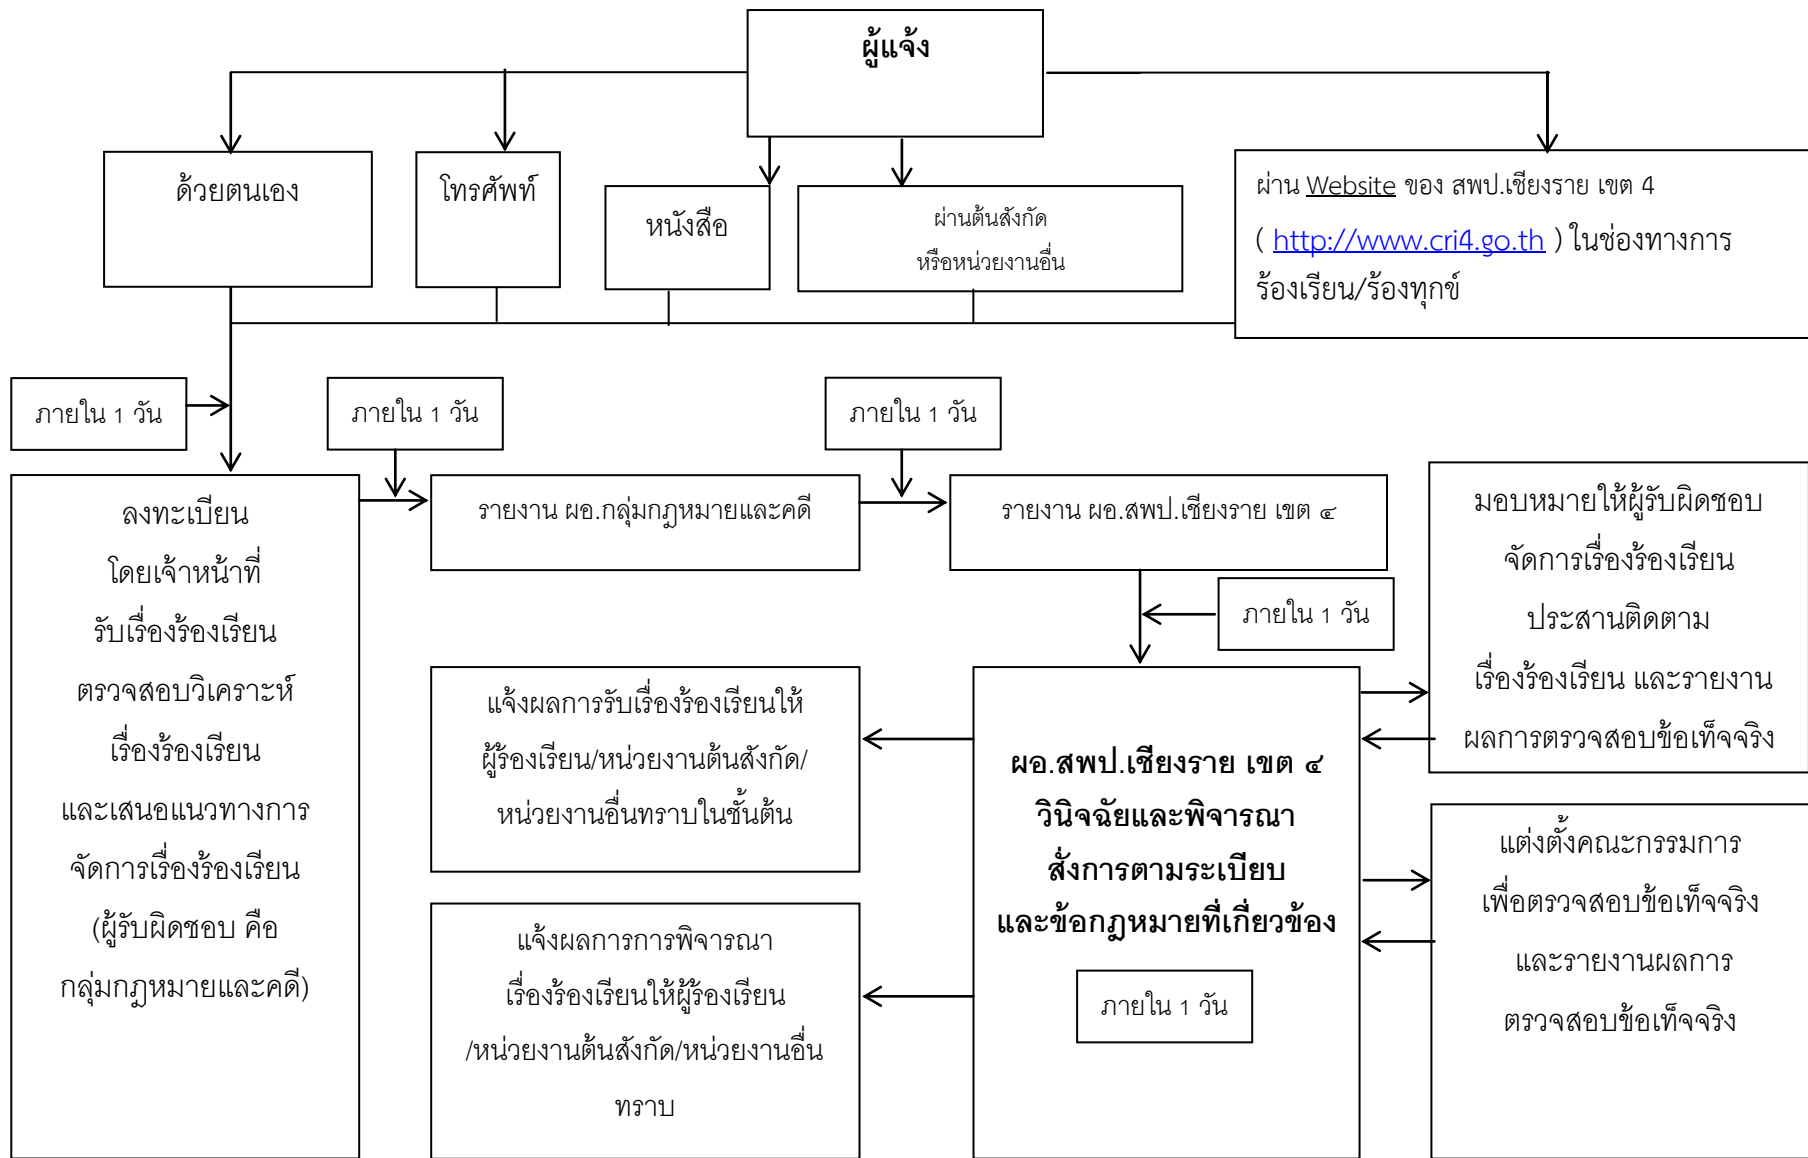 ผู้แจ้ง
ด้วยตนเอง
โทรศัพท์
หนังสือ
ผ่านต้นสังกัด
หรือหน่วยงานอื่น
ผ่าน Website ของ สพป.เชียงราย เขต 4
( http://www.cri4.go.th ) ในช่องทางการ
ร้องเรียน/ร้องทุกข์
ภายใน 1 วัน
ภายใน 1 วัน
ภายใน 1 วัน
ลงทะเบียน
โดยเจ้าหน้าที่
รับเรื่องร้องเรียน
ตรวจสอบวิเคราะห์
เรื่องร้องเรียน
และเสนอแนวทางการ
จัดการเรื่องร้องเรียน
(ผู้รับผิดชอบ คือ
กลุ่มกฎหมายและคดี)
รายงาน ผอ.กลุ่มกฎหมายและคดี
รายงาน ผอ.สพป.เชียงราย เขต ๔
ภายใน 1 วัน
มอบหมายให้ผู้รับผิดชอบ
จัดการเรื่องร้องเรียน
ประสานติดตาม
เรื่องร้องเรียน และรายงาน
ผลการตรวจสอบข้อเท็จจริง
แจ้งผลการรับเรื่องร้องเรียนให้
ผู้ร้องเรียน/หน่วยงานต้นสังกัด/
หน่วยงานอื่นทราบในชั้นต้น
ผอ.สพป.เชียงราย เขต ๔
วินิจฉัยและพิจารณา
สั่งการตามระเบียบ
และข้อกฎหมายที่เกี่ยวข้อง
ภายใน 1 วัน
แต่งตั้งคณะกรรมการ
เพื่อตรวจสอบข้อเท็จจริง
และรายงานผลการ
ตรวจสอบข้อเท็จจริง
แจ้งผลการการพิจารณา
เรื่องร้องเรียนให้ผู้ร้องเรียน
/หน่วยงานต้นสังกัด/หน่วยงานอื่น
ทราบ